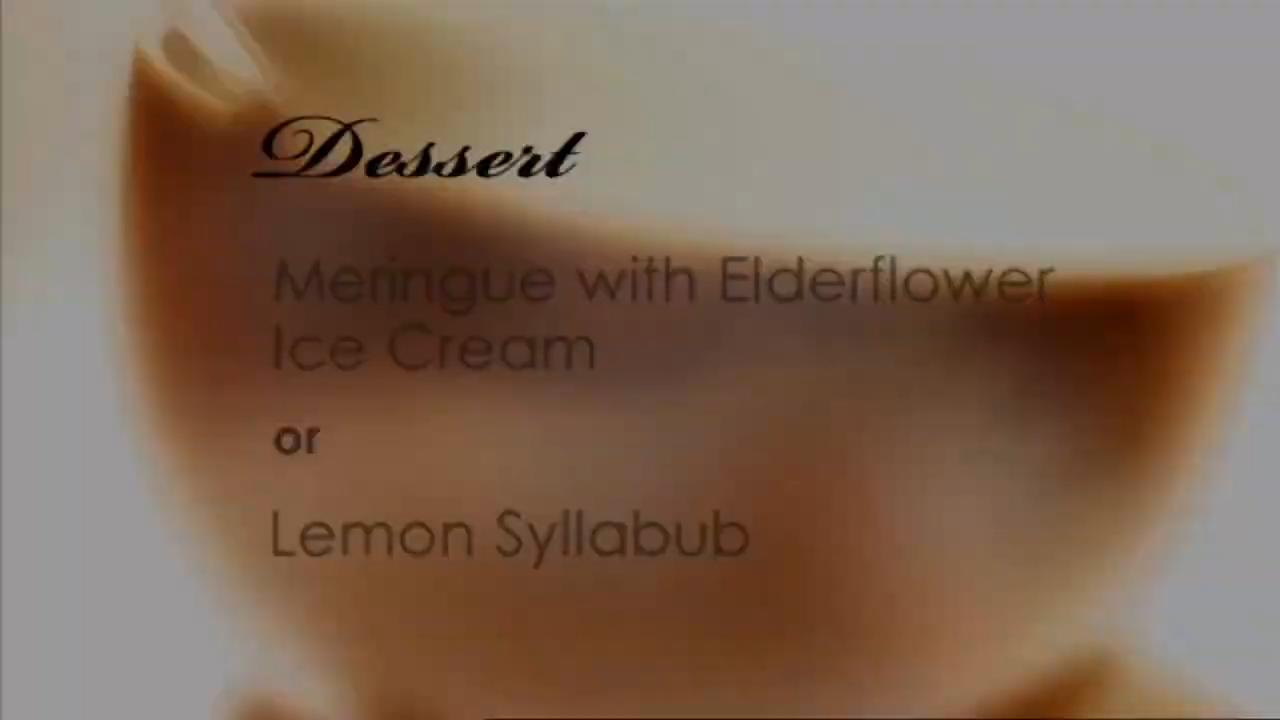 Dessert
Meringue with Elderflower
Ice Cream
or
Lemon Syllabub